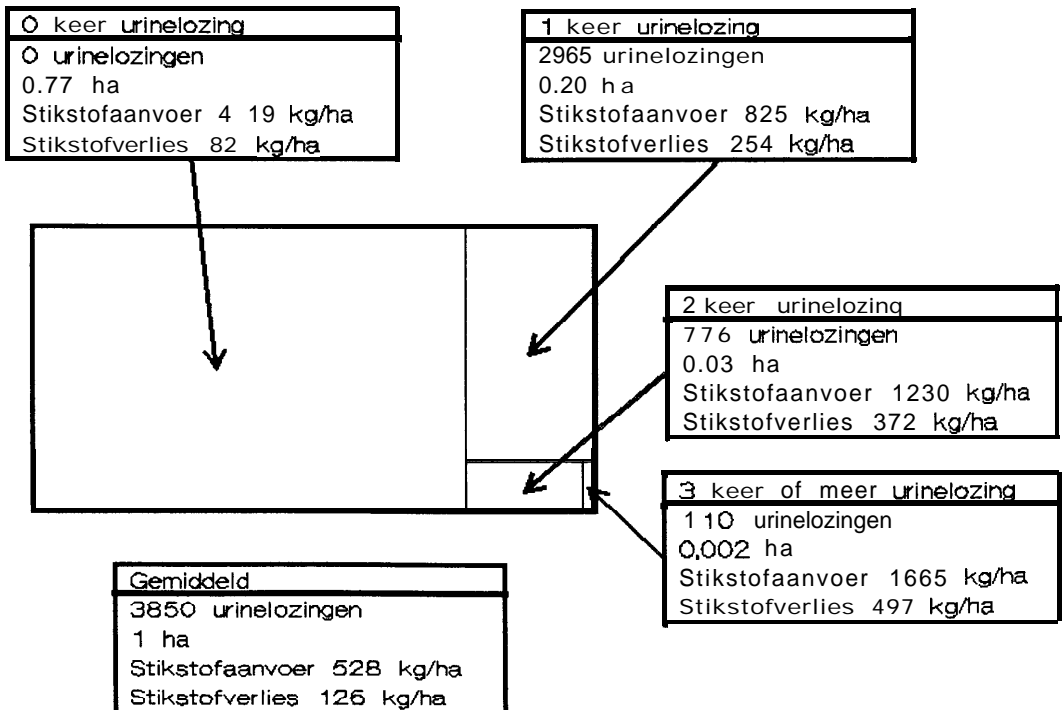 0 keer urinelozing
0 urinelozingen
0.77 ha
Stikstofaanvoer 4 19 kg/ha
Stikstofverlies 82 kg/ha
1 keer urinelozing
2965 urinelozingen
0.20 ha
Stikstofaanvoer 825 kg/ha
Stikstofverlies 254 kg/ha
2 keer urinelozing
776 urinelozingen
0.03 ha
Stikstofaanvoer 1230 kg/ha
Stikstofverlies 372 kg/ha
3 keer of meer urinelozing
110 urinelozingen
0,002 ha
Stikstofaanvoer 1665 kg/ha
Stikstofverlies 497 kg/ha
Gemiddeld
3850 urinelozingen
1 ha
Stikstofaanvoer 528 kg/ha
Stikstofverlies 126 kg/ha